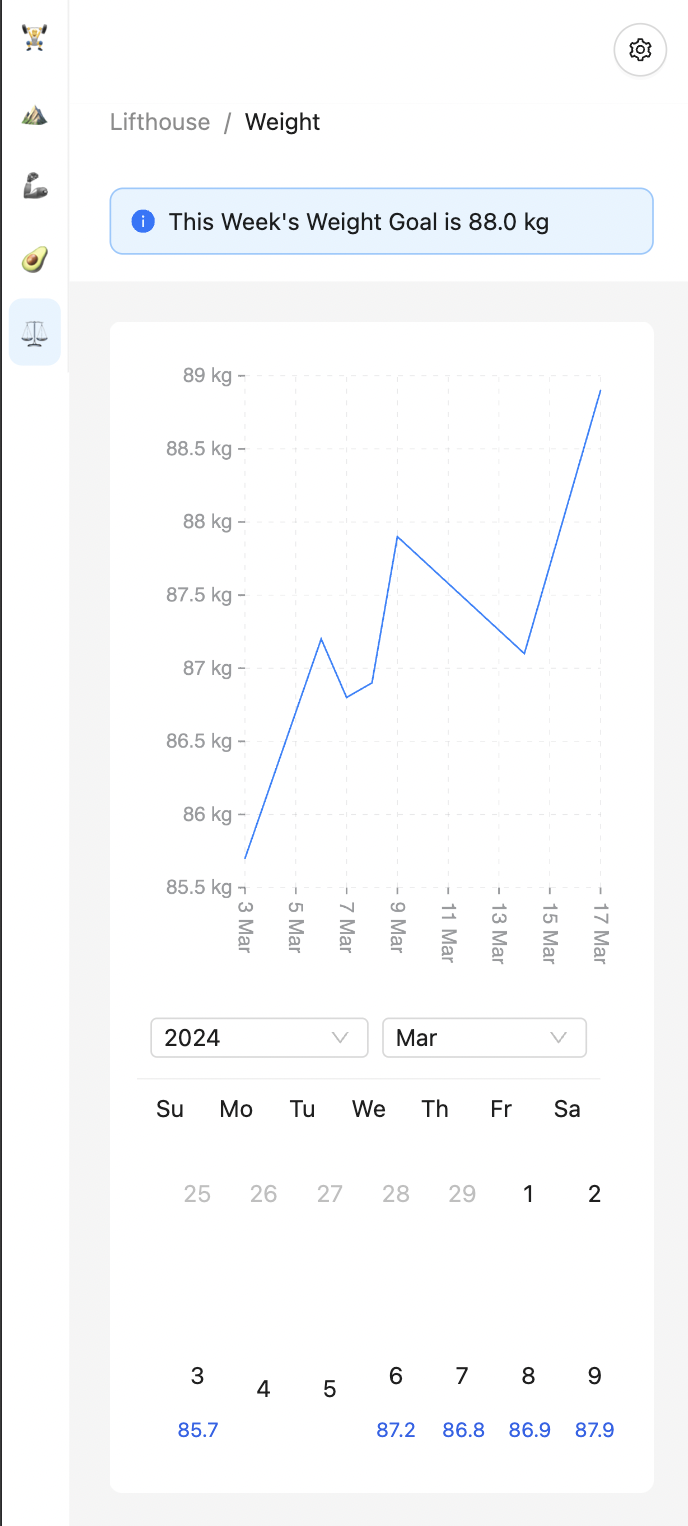 Lifthouse / Weight
This Week's Weight Goal is 88.0 kg
89 kg
88.5 kg
88 kg
87.5 kg
87 kg
86.5 kg
86 kg
85.5 kg
3 Mar 5 Mar 7 Mar 9 Mar 11 Mar 13 Mar 15 Mar 17 Mar
2024 Mar
Su Mo Tu We Th Fr Sa
25 26 27 28 29 1 2
3 4 5 6 7 8 9
85.7 87.2 86.8 86.9 87.9